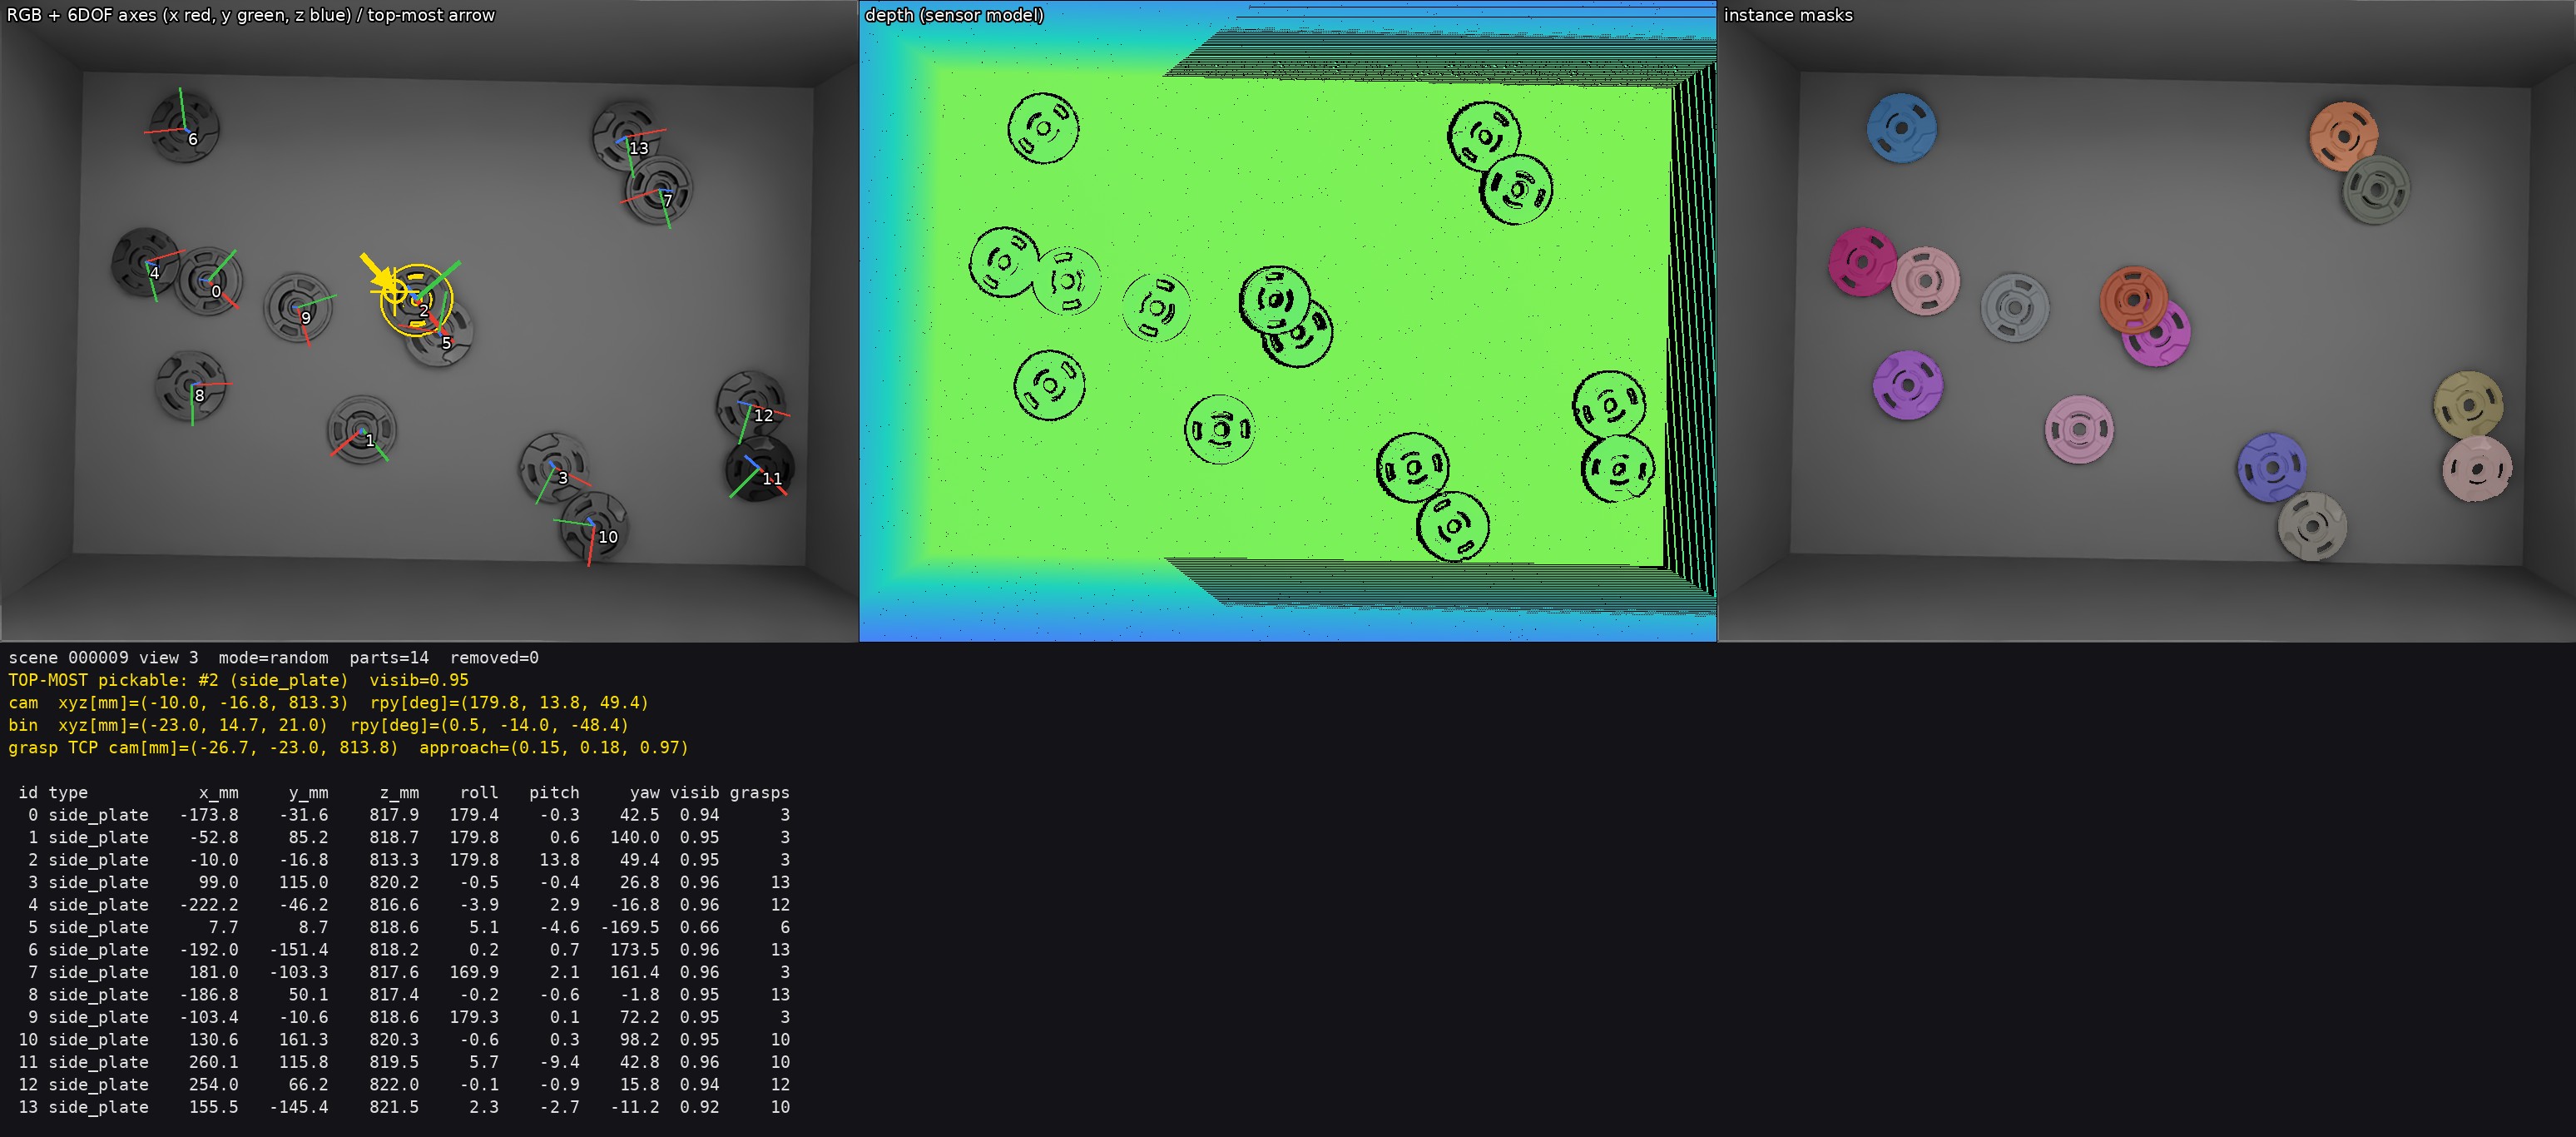 RGB + 6DOF axes (x red, y green, z blue) / top-most arrow
depth (sensor model)
instance masks
6
13
7
4
0
9
2
5
8
1
12
3
11
10
scene 000009 view 3  mode=random  parts=14  removed=0
TOP-MOST pickable: #2 (side_plate)  visib=0.95
cam  xyz[mm]=(-10.0, -16.8, 813.3)  rpy[deg]=(179.8, 13.8, 49.4)
bin  xyz[mm]=(-23.0, 14.7, 21.0)  rpy[deg]=(0.5, -14.0, -48.4)
grasp TCP cam[mm]=(-26.7, -23.0, 813.8)  approach=(0.15, 0.18, 0.97)
id type x_mm y_mm z_mm roll pitch yaw visib grasps
0 side_plate -173.8 -31.6 817.9 179.4 -0.3 42.5 0.94 3
1 side_plate -52.8 85.2 818.7 179.8 0.6 140.0 0.95 3
2 side_plate -10.0 -16.8 813.3 179.8 13.8 49.4 0.95 3
3 side_plate 99.0 115.0 820.2 -0.5 -0.4 26.8 0.96 13
4 side_plate -222.2 -46.2 816.6 -3.9 2.9 -16.8 0.96 12
5 side_plate 7.7 8.7 818.6 5.1 -4.6 -169.5 0.66 6
6 side_plate -192.0 -151.4 818.2 0.2 0.7 173.5 0.96 13
7 side_plate 181.0 -103.3 817.6 169.9 2.1 161.4 0.96 3
8 side_plate -186.8 50.1 817.4 -0.2 -0.6 -1.8 0.95 13
9 side_plate -103.4 -10.6 818.6 179.3 0.1 72.2 0.95 3
10 side_plate 130.6 161.3 820.3 -0.6 0.3 98.2 0.95 10
11 side_plate 260.1 115.8 819.5 5.7 -9.4 42.8 0.96 10
12 side_plate 254.0 66.2 822.0 -0.1 -0.9 15.8 0.94 12
13 side_plate 155.5 -145.4 821.5 2.3 -2.7 -11.2 0.92 10